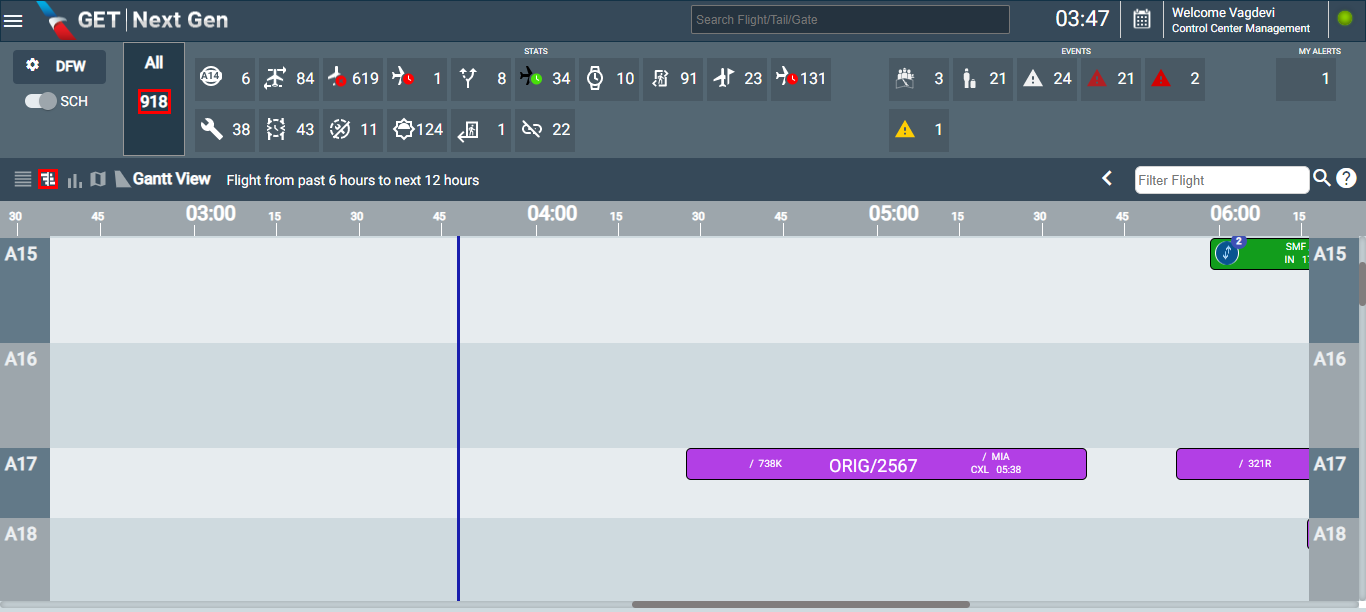 GET | Next Gen
Search Flight/Tail/Gate
03:47
Welcome Vagdevi
Control Center Management
DFW
SCH
All
918
STATS
A14 6
84
619
1
8
34
10
91
23
131
38
43
11
124
1
22
EVENTS
3
21
24
21
2
1
MY ALERTS
1
Gantt View
Flight from past 6 hours to next 12 hours
Filter Flight
?
30 45 03:00 15 30 45 04:00 15 30 45 05:00 15 30 45 06:00 15
A15
2
SMF
IN
A15
A16
A16
A17
/ 738K
ORIG/2567
/ MIA
CXL 05:38
/ 321R
A17
A18
A18